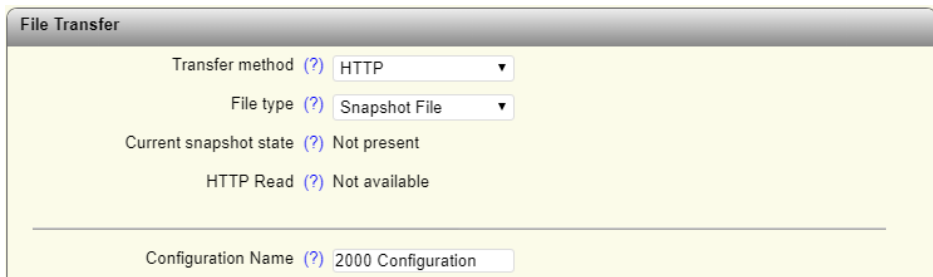 File Transfer
Transfer method (?) HTTP
File type (?) Snapshot File
Current snapshot state (?) Not present
HTTP Read (?) Not available
Configuration Name (?) 2000 Configuration